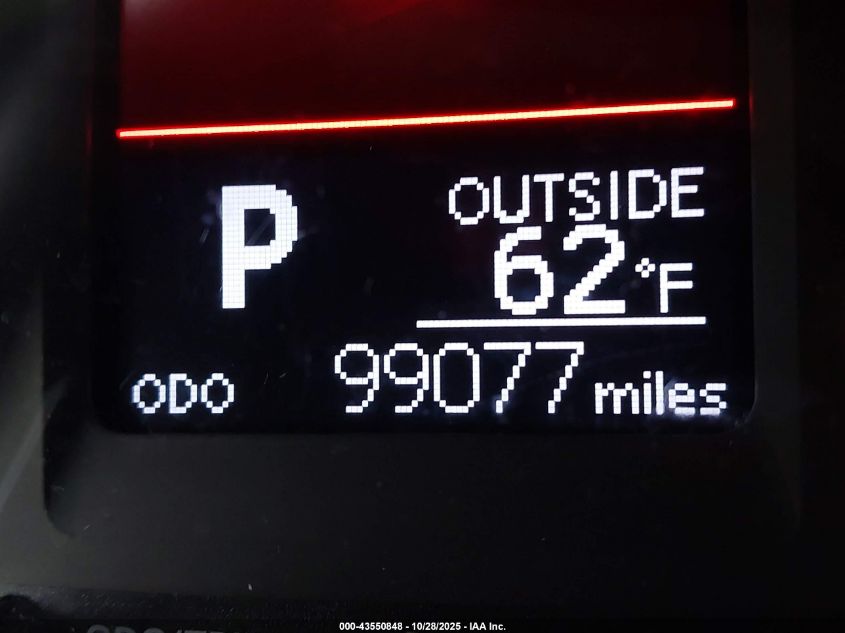 P
OUTSIDE
62°F
ODO 99077 miles
000-43550848 - 10/28/2025 - IAA Inc.